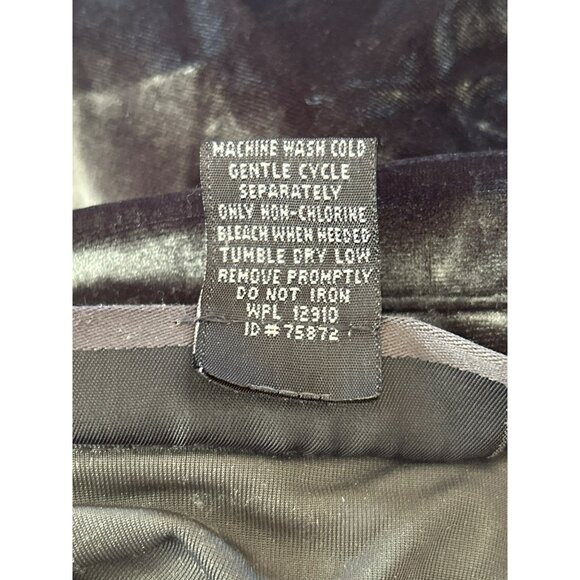 MACHINE WASH COLD
GENTLE CYCLE
SEPARATELY
ONLY NON-CHLORINE
BLEACH WHEN NEEDED
TUMBLE DRY LOW
REMOVE PROMPTLY
DO NOT IRON
WPL 12910
ID#75872